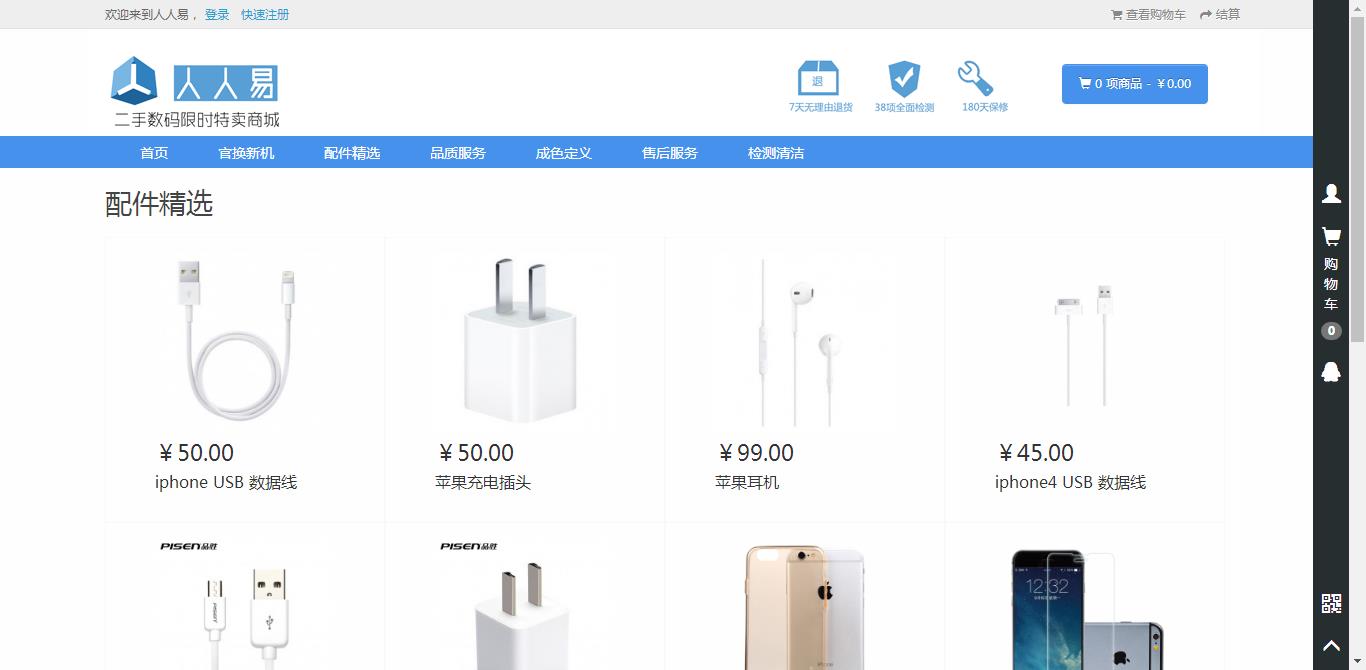 欢迎来到人人易， 登录 快速注册
查看购物车 结算
人人易
二手数码限时特卖商城
退
7天无理由退货 38项全面检测 180天保修
0 项商品 - ￥0.00
首页 官换新机 配件精选 品质服务 成色定义 售后服务 检测清洁
配件精选
￥50.00 ￥50.00 ￥99.00 ￥45.00
iphone USB 数据线 苹果充电插头 苹果耳机 iphone4 USB 数据线
PISEN品胜 PISEN品胜
PISEN
12:32
iPhone
购
物
车
0